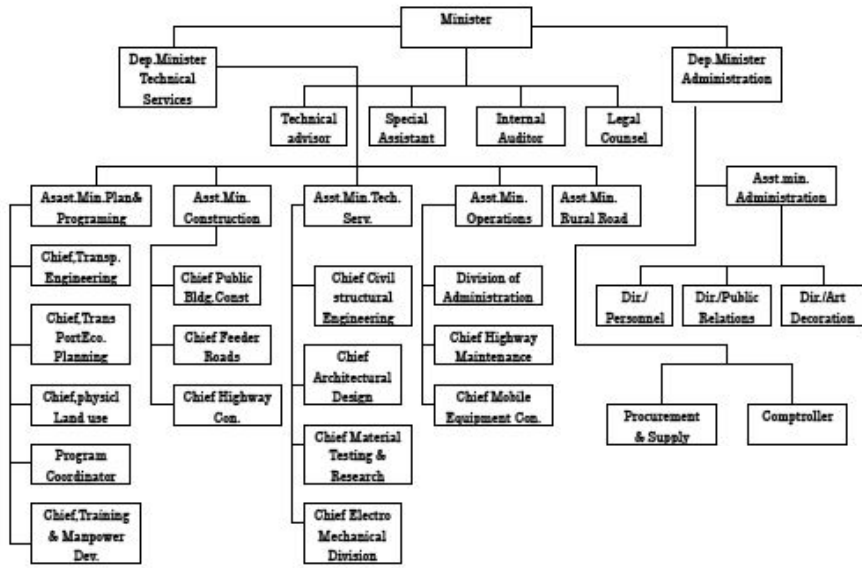 Minister
Dep.Minister
Technical
Services
Dep.Minister
Administration
Technical
advisor
Special
Assistant
Internal
Auditor
Legal
Counsel
Asast.Min.Plan&
Programing
Asst.Min.
Construction
Asst.Min.Tech.
Serv.
Asst.Min.
Operations
Asst.Min.
Rural Road
Asst.min.
Administration
Chief,Transp.
Engineering
Chief,Trans
PortEco.
Planning
Chief,physicl
Land use
Program
Coordinator
Chief,Training
& Manpower
Dev.
Chief Public
Bldg.Const
Chief Feeder
Roads
Chief Highway
Con.
Chief Civil
structural
Engineering
Chief
Architectural
Design
Chief Material
Testing &
Research
Chief Electro
Mechanical
Division
Division of
Administration
Chief Highway
Maintenance
Chief Mobile
Equipment Con.
Dir./
Personnel
Dir./Public
Relations
Dir./Art
Decoration
Procurement
& Supply
Comptroller